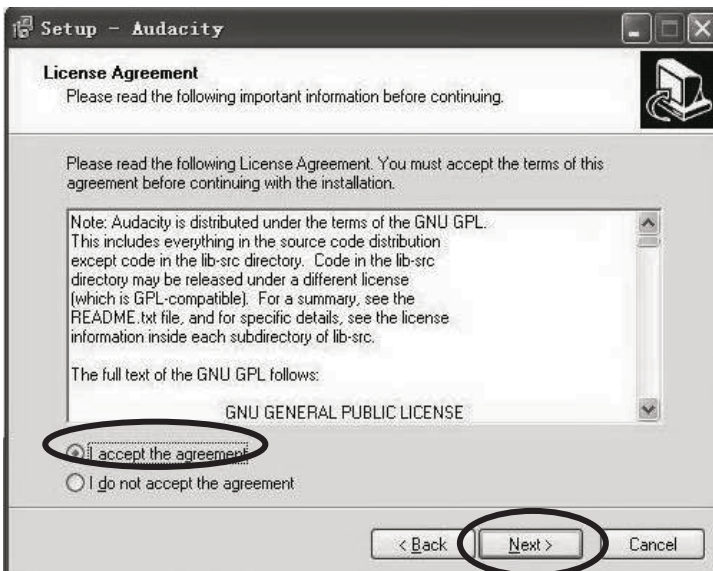 Setup - Audacity
License Agreement
Please read the following important information before continuing.
Please read the following License Agreement. You must accept the terms of this
agreement before continuing with the installation.
Note: Audacity is distributed under the terms of the GNU GPL.
This includes everything in the source code distribution
except code in the lib-src directory.  Code in the lib-src
directory may be released under a different license
(which is GPL-compatible).  For a summary, see the
README.txt file, and for specific details, see the license
information inside each subdirectory of lib-src.
The full text of the GNU GPL follows:
GNU GENERAL PUBLIC LICENSE
I accept the agreement
I do not accept the agreement
< Back
Next >
Cancel